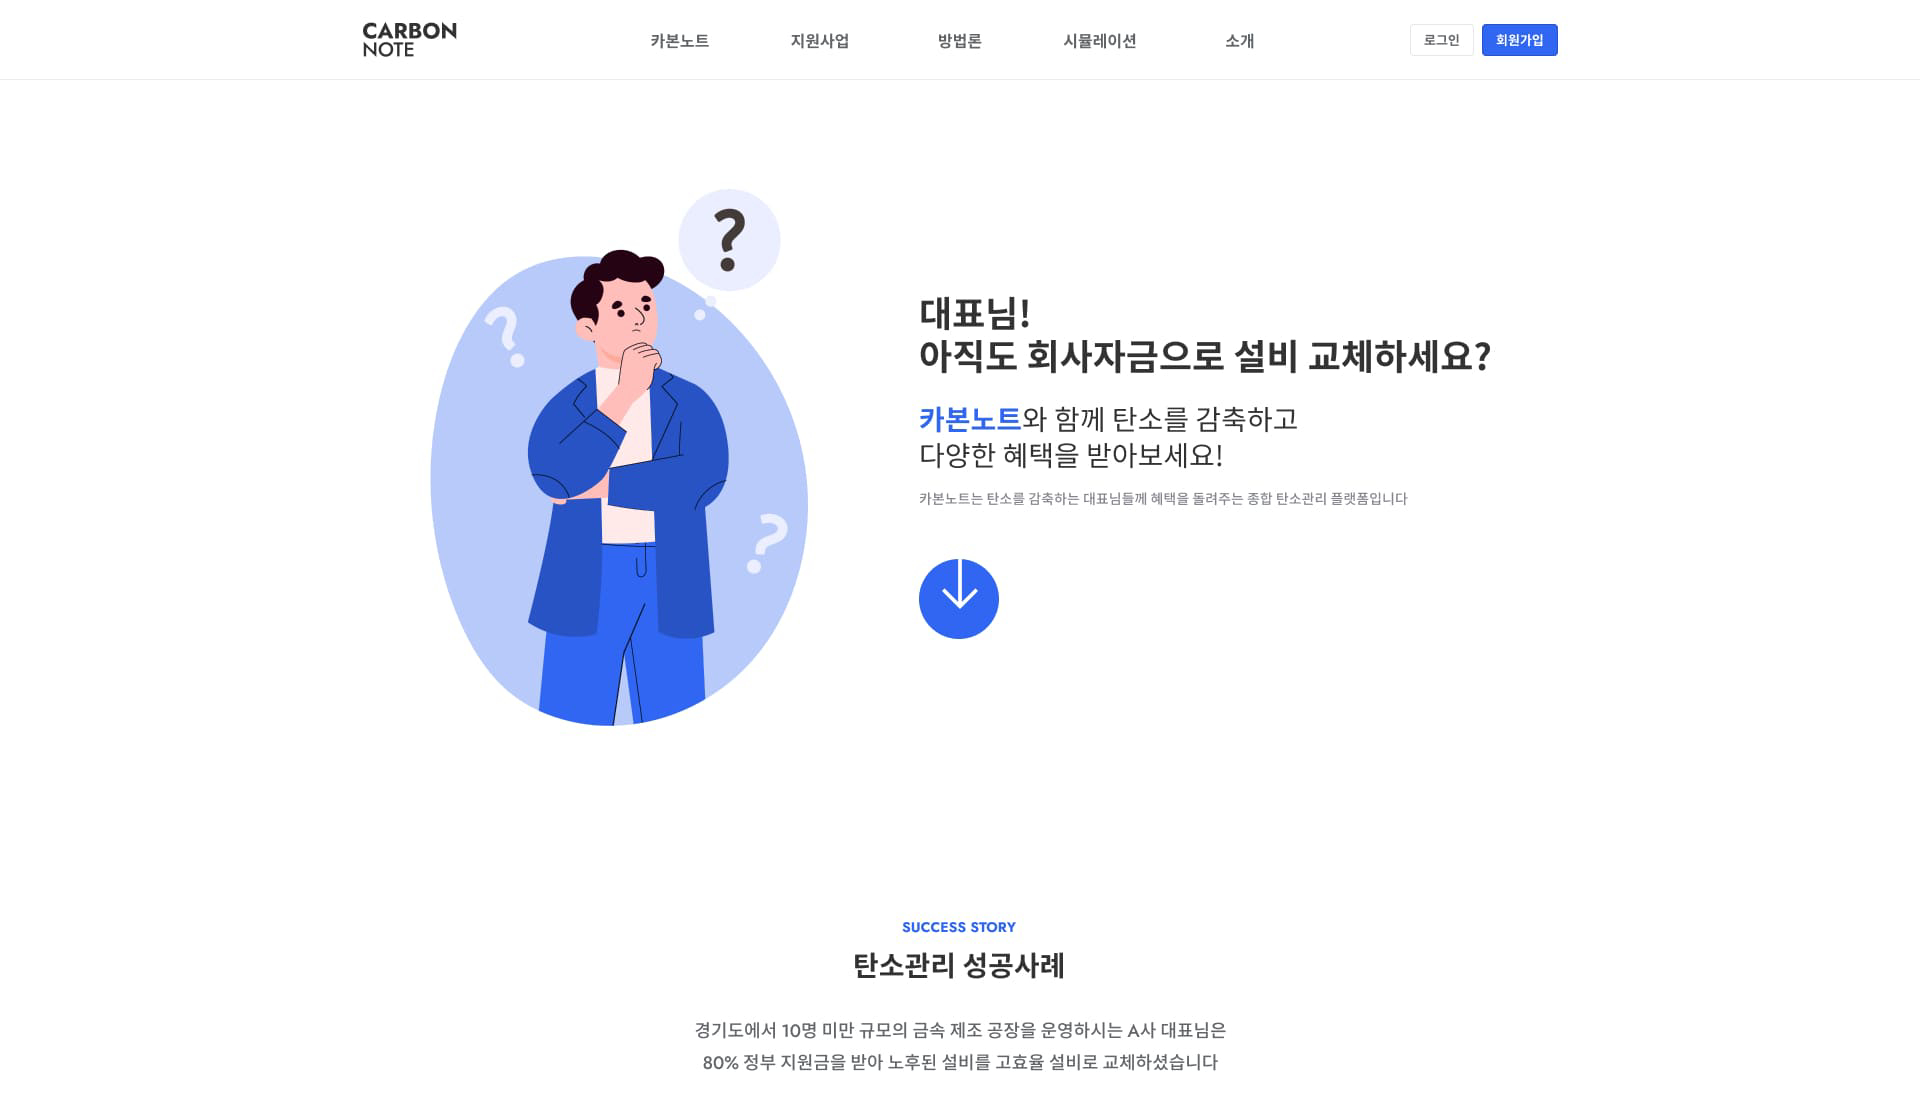 CARBON
NOTE
카본노트
지원사업
방법론
시뮬레이션
소개
로그인
회원가입
?
?
?
대표님!
아직도 회사자금으로 설비 교체하세요?
카본노트와 함께 탄소를 감축하고
다양한 혜택을 받아보세요!
카본노트는 탄소를 감축하는 대표님들께 혜택을 돌려주는 종합 탄소관리 플랫폼입니다
SUCCESS STORY
탄소관리 성공사례
경기도에서 10명 미만 규모의 금속 제조 공장을 운영하시는 A사 대표님은
80% 정부 지원금을 받아 노후된 설비를 고효율 설비로 교체하셨습니다